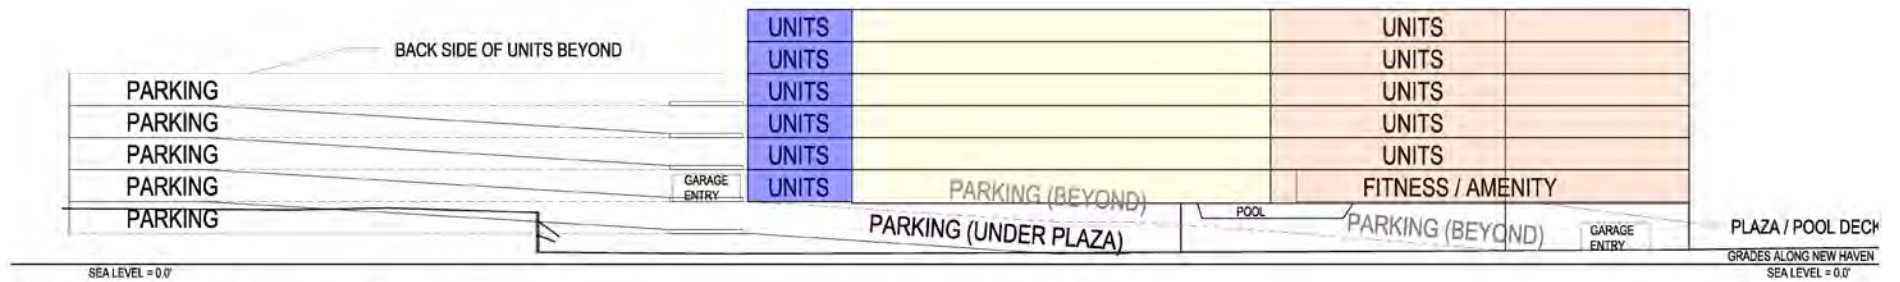 BACK SIDE OF UNITS BEYOND
PARKING
PARKING
PARKING
PARKING
PARKING
GARAGE
ENTRY
UNITS
UNITS
UNITS
UNITS
UNITS
UNITS
PARKING (BEYOND)
PARKING (UNDER PLAZA)
UNITS
UNITS
UNITS
UNITS
UNITS
FITNESS / AMENITY
POOL
PARKING (BEYOND)
GARAGE
ENTRY
PLAZA / POOL DECK
GRADES ALONG NEW HAVEN
SEA LEVEL = 0.0'
SEA LEVEL = 0.0'